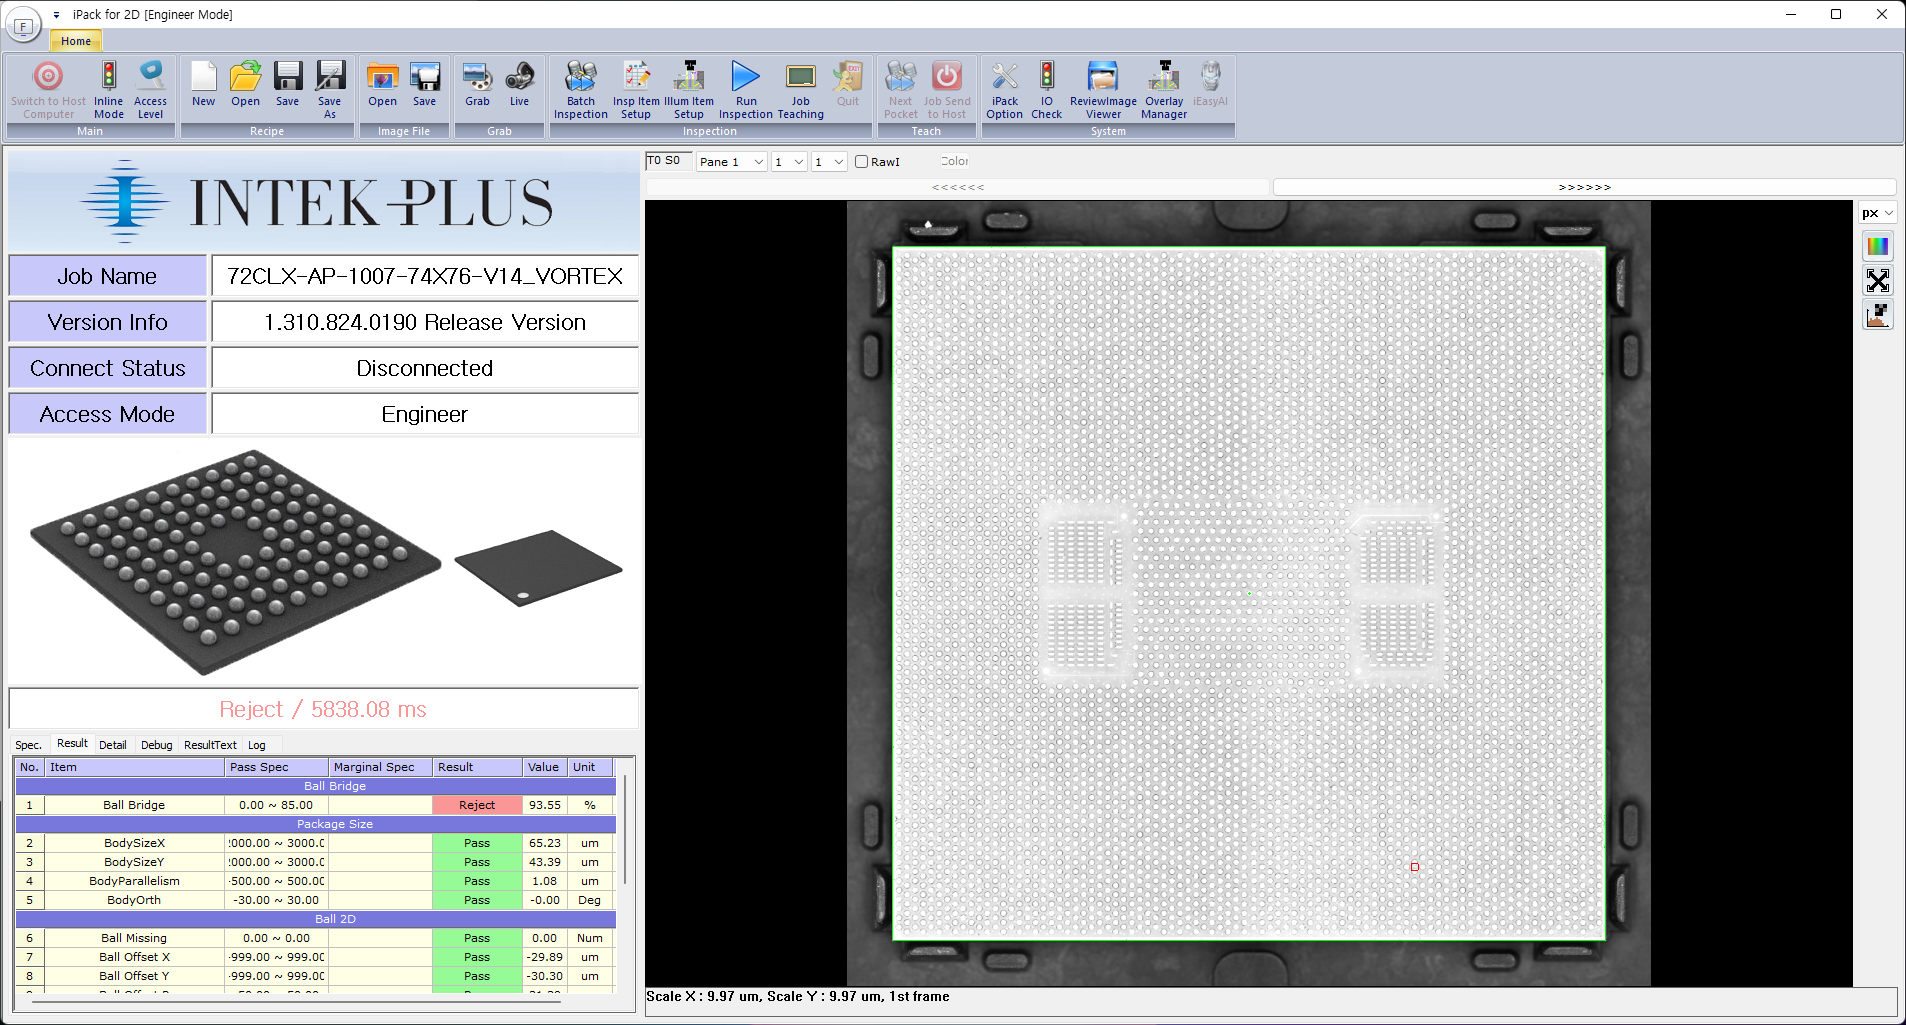 iPack for 2D [Engineer Mode]
F
Home
Switch to Host Computer
Inline Mode
Access Level
Main
New
Open
Save
Save As
Recipe
Open
Save
Image File
Grab
Live
Grab
Batch Inspection
Insp Item Setup
Illum Item Setup
Run Inspection
Job Teaching
Quit
Inspection
Next Pocket
Job Send to Host
Teach
iPack Option
IO Check
ReviewImage Viewer
Overlay Manager
iEasyAI
System
INTEK PLUS
Job Name 72CLX-AP-1007-74X76-V14_VORTEX
Version Info 1.310.824.0190 Release Version
Connect Status Disconnected
Access Mode Engineer
Reject / 5838.08 ms
Spec. Result Detail Debug ResultText Log
No. Item Pass Spec Marginal Spec Result Value Unit
Ball Bridge
1 Ball Bridge 0.00 ~ 85.00 Reject 93.55 %
Package Size
2 BodySizeX 000.00 ~ 3000.0 Pass 65.23 um
3 BodySizeY 000.00 ~ 3000.0 Pass 43.39 um
4 BodyParallelism -500.00 ~ 500.00 Pass 1.08 um
5 BodyOrth -30.00 ~ 30.00 Pass -0.00 Deg
Ball 2D
6 Ball Missing 0.00 ~ 0.00 Pass 0.00 Num
7 Ball Offset X -999.00 ~ 999.00 Pass -29.89 um
8 Ball Offset Y -999.00 ~ 999.00 Pass -30.30 um
T0 S0 Pane 1 1 1 RawI Color
<<<<<< >>>>>>
px
Scale X : 9.97 um, Scale Y : 9.97 um, 1st frame